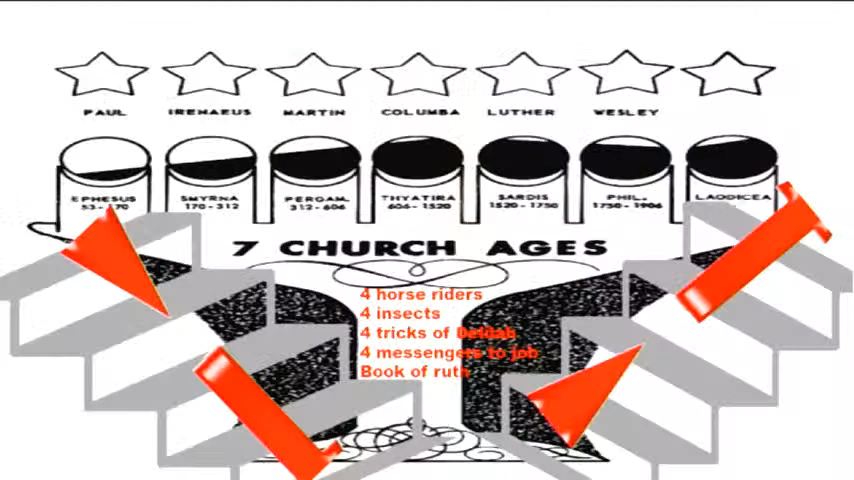 PAUL IRENAEUS MARTIN COLUMBA LUTHER WESLEY
EPHESUS SMYRNA PERGAM. THYATIRA SARDIS PHIL. LAODICEA
53-170 170-312 312-606 606-1520 1520-1750 1750-1906
7 CHURCH AGES
4 horse riders
4 insects
4 tricks of Delilah
4 messengers to job
Book of ruth